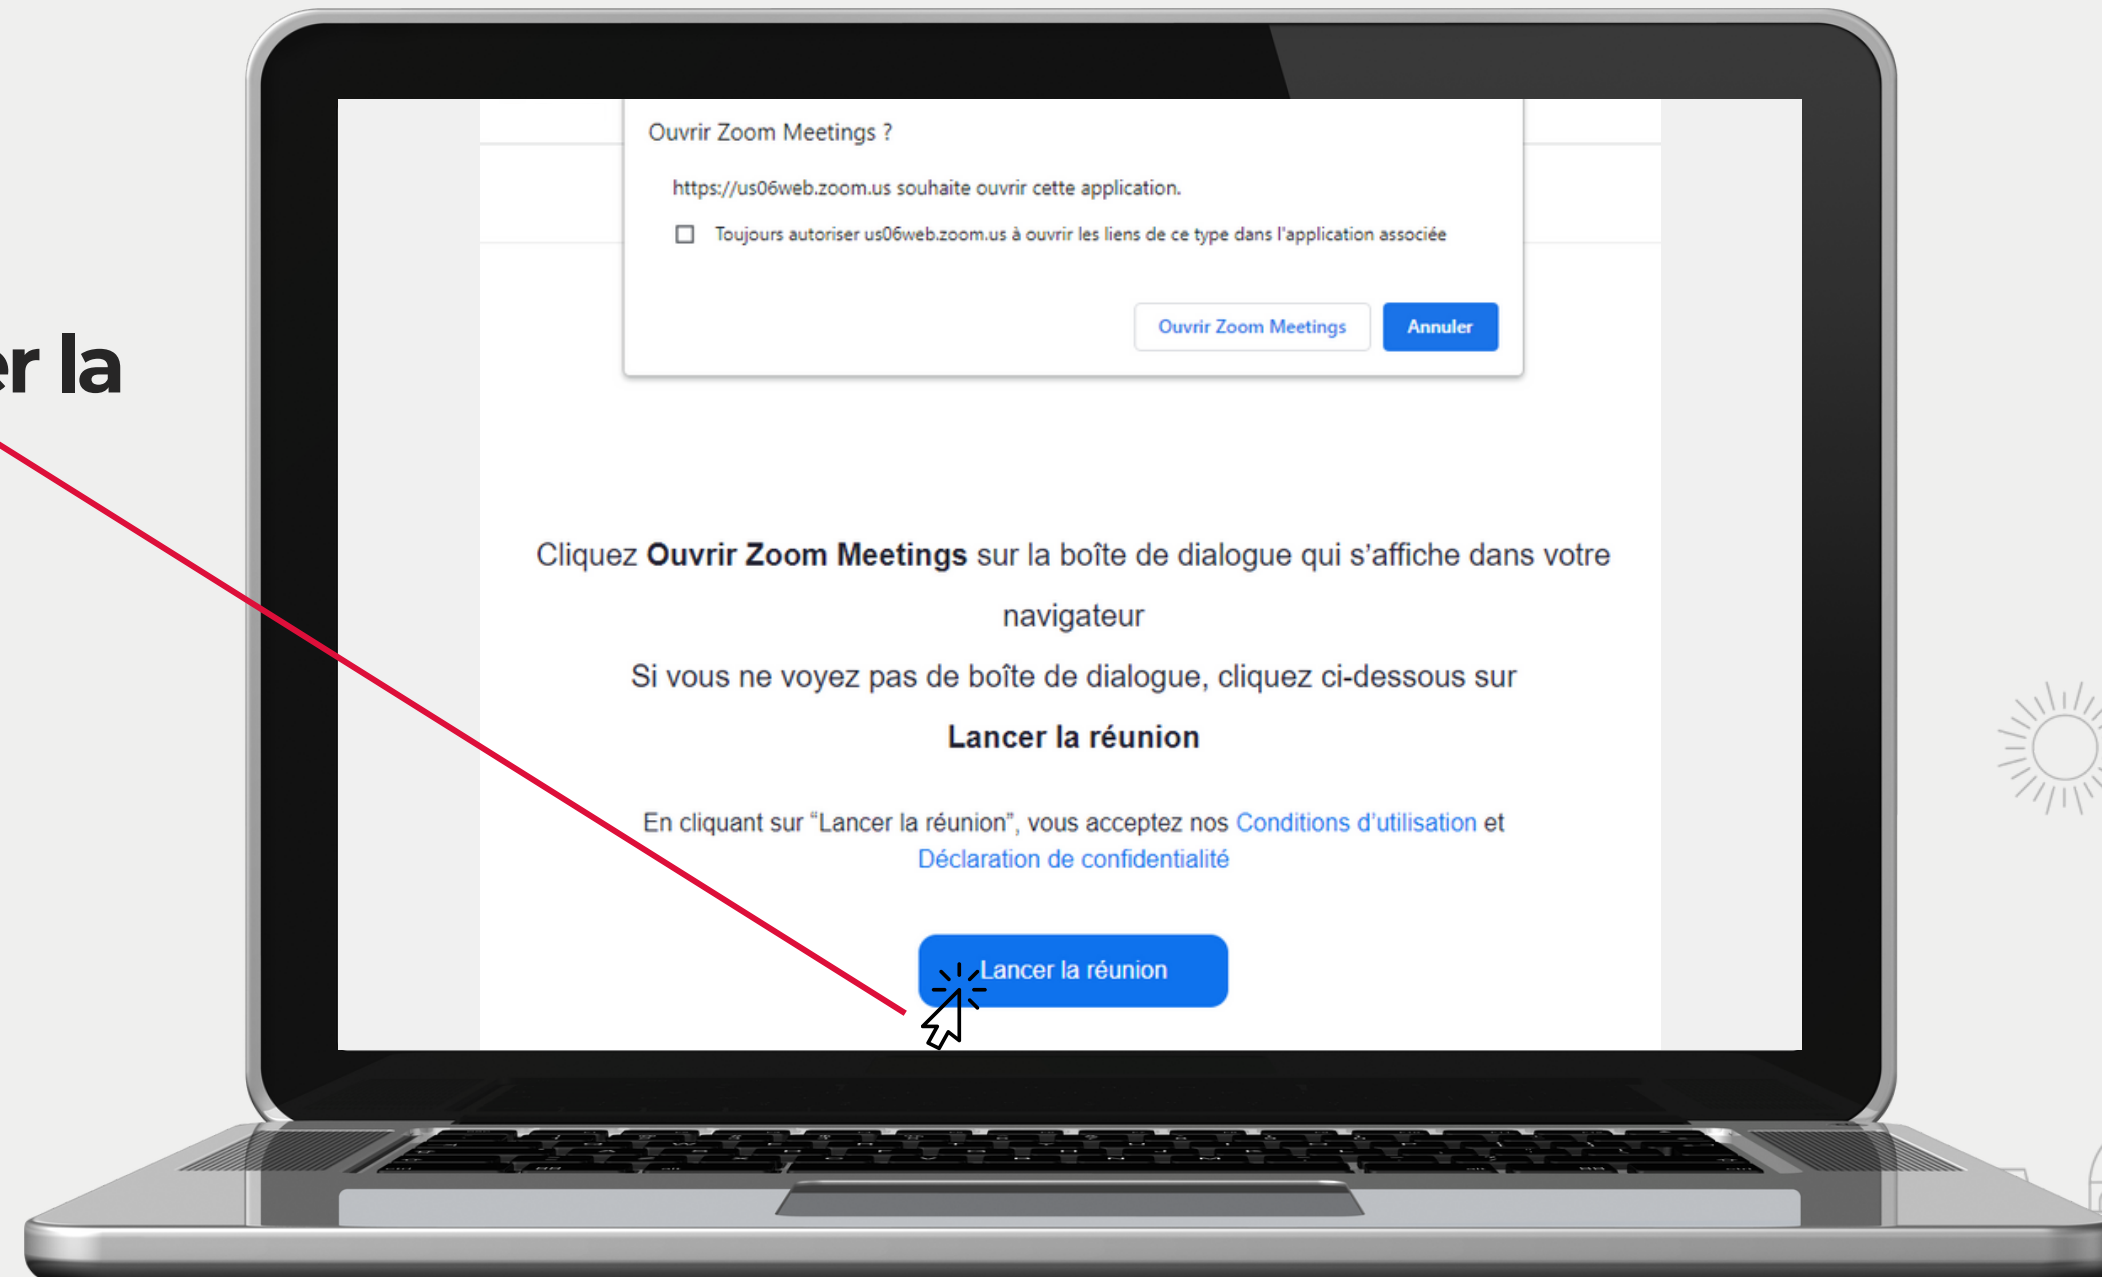 er la
Ouvrir Zoom Meetings ?
https://us06web.zoom.us souhaite ouvrir cette application.
Toujours autoriser us06web.zoom.us à ouvrir les liens de ce type dans l'application associée
Ouvrir Zoom Meetings
Annuler
Cliquez Ouvrir Zoom Meetings sur la boîte de dialogue qui s’affiche dans votre
navigateur
Si vous ne voyez pas de boîte de dialogue, cliquez ci-dessous sur
Lancer la réunion
En cliquant sur “Lancer la réunion”, vous acceptez nos Conditions d’utilisation et
Déclaration de confidentialité
Lancer la réunion